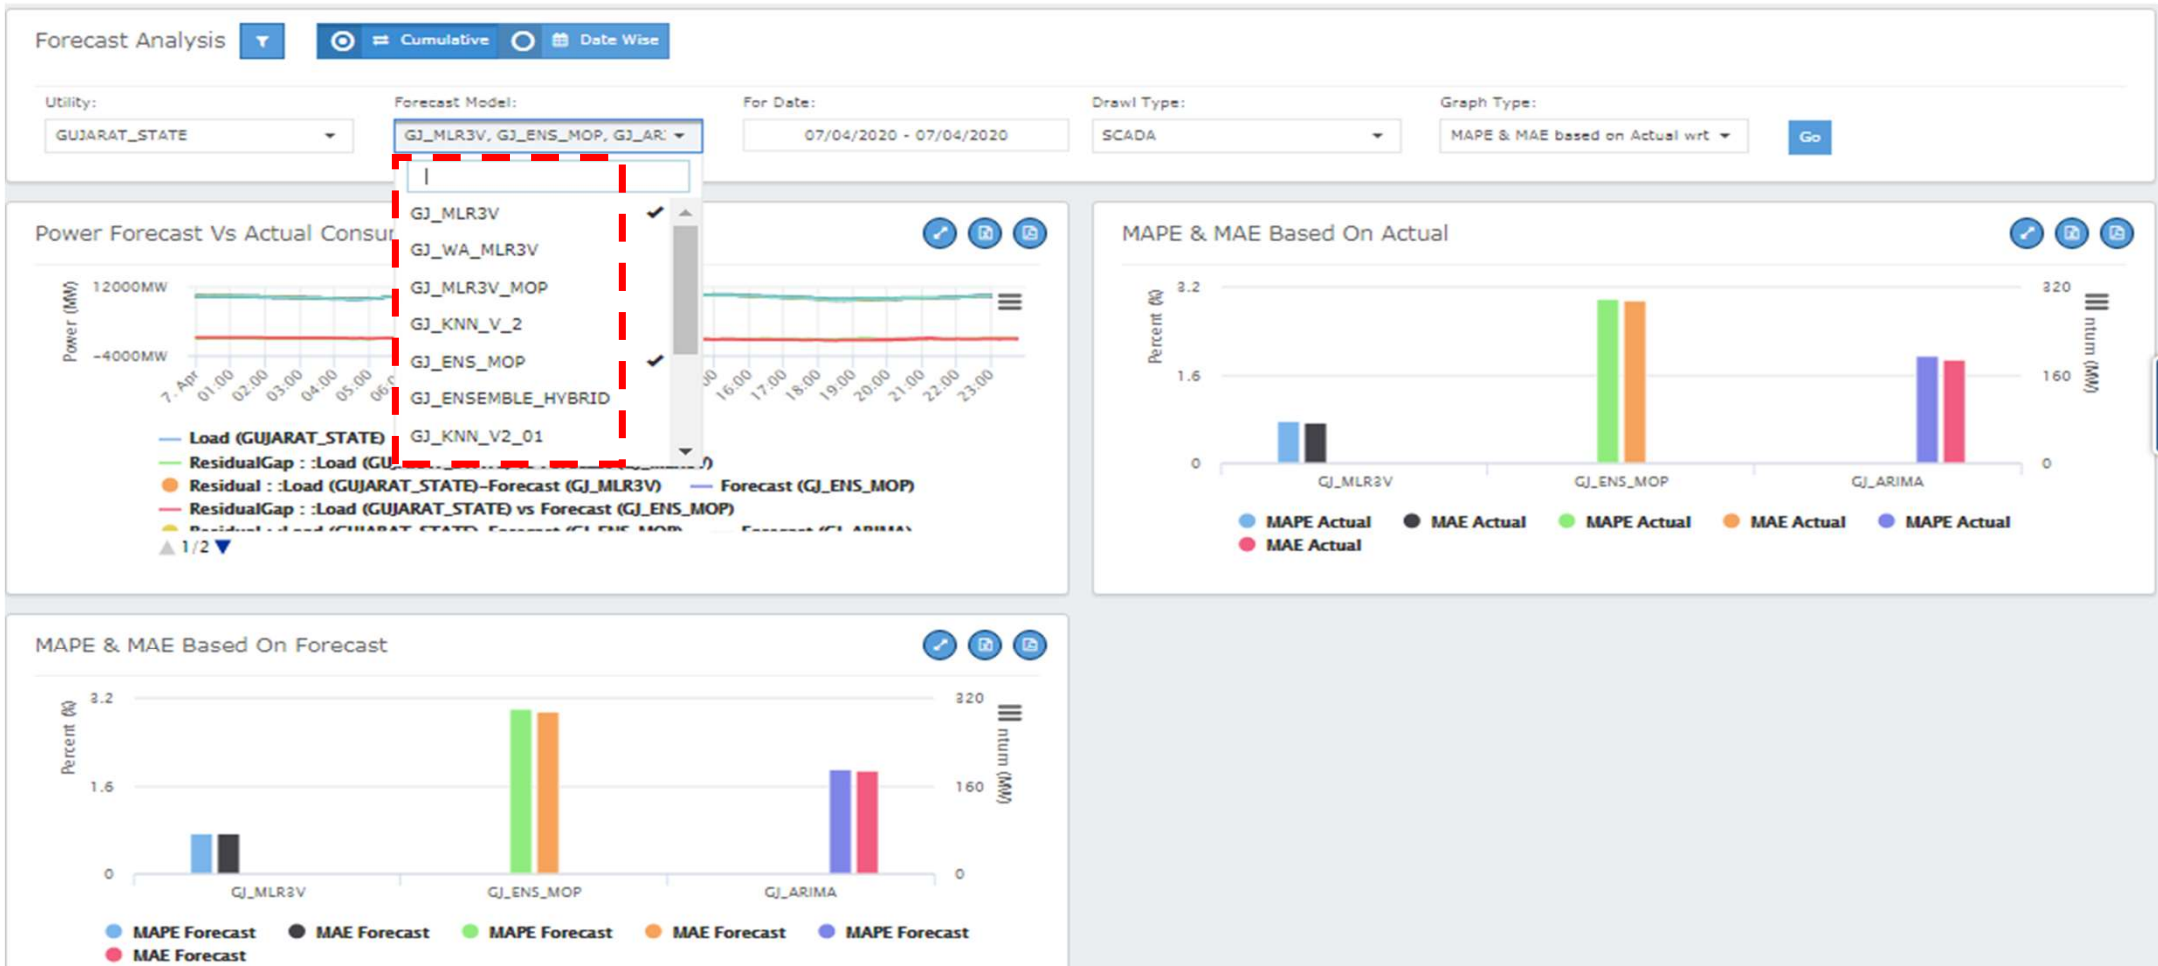 Forecast Analysis
Cumulative
Date Wise
Utility:
Forecast Model:
For Date:
Drawl Type:
Graph Type:
GUJARAT_STATE
GJ_MLR3V, GJ_ENS_MOP, GJ_AR
07/04/2020 - 07/04/2020
SCADA
MAPE & MAE based on Actual wrt
Go
GJ_MLR3V
GJ_WA_MLR3V
GJ_MLR3V_MOP
GJ_KNN_V_2
GJ_ENS_MOP
GJ_ENSEMBLE_HYBRID
GJ_KNN_V2_01
Power Forecast Vs Actual Consu
Power (MW)
12000MW
-4000MW
7. Apr 01:00 02:00 03:00 04:00 05:00 16:00 17:00 18:00 19:00 20:00 21:00 22:00 23:00
Load (GUJARAT_STATE)
ResidualGap : :Load
Residual : :Load (GUJARAT_STATE)-Forecast (GJ_MLR3V)
Forecast (GJ_ENS_MOP)
ResidualGap : :Load (GUJARAT_STATE) vs Forecast (GJ_ENS_MOP)
1/2
MAPE & MAE Based On Actual
Percent (%)
3.2
1.6
0
320
160
0
ntum (MW)
GJ_MLR3V
GJ_ENS_MOP
GJ_ARIMA
MAPE Actual
MAE Actual
MAPE Actual
MAE Actual
MAPE Actual
MAE Actual
MAPE & MAE Based On Forecast
Percent (%)
3.2
1.6
0
320
160
0
ntum (MW)
GJ_MLR3V
GJ_ENS_MOP
GJ_ARIMA
MAPE Forecast
MAE Forecast
MAPE Forecast
MAE Forecast
MAPE Forecast
MAE Forecast